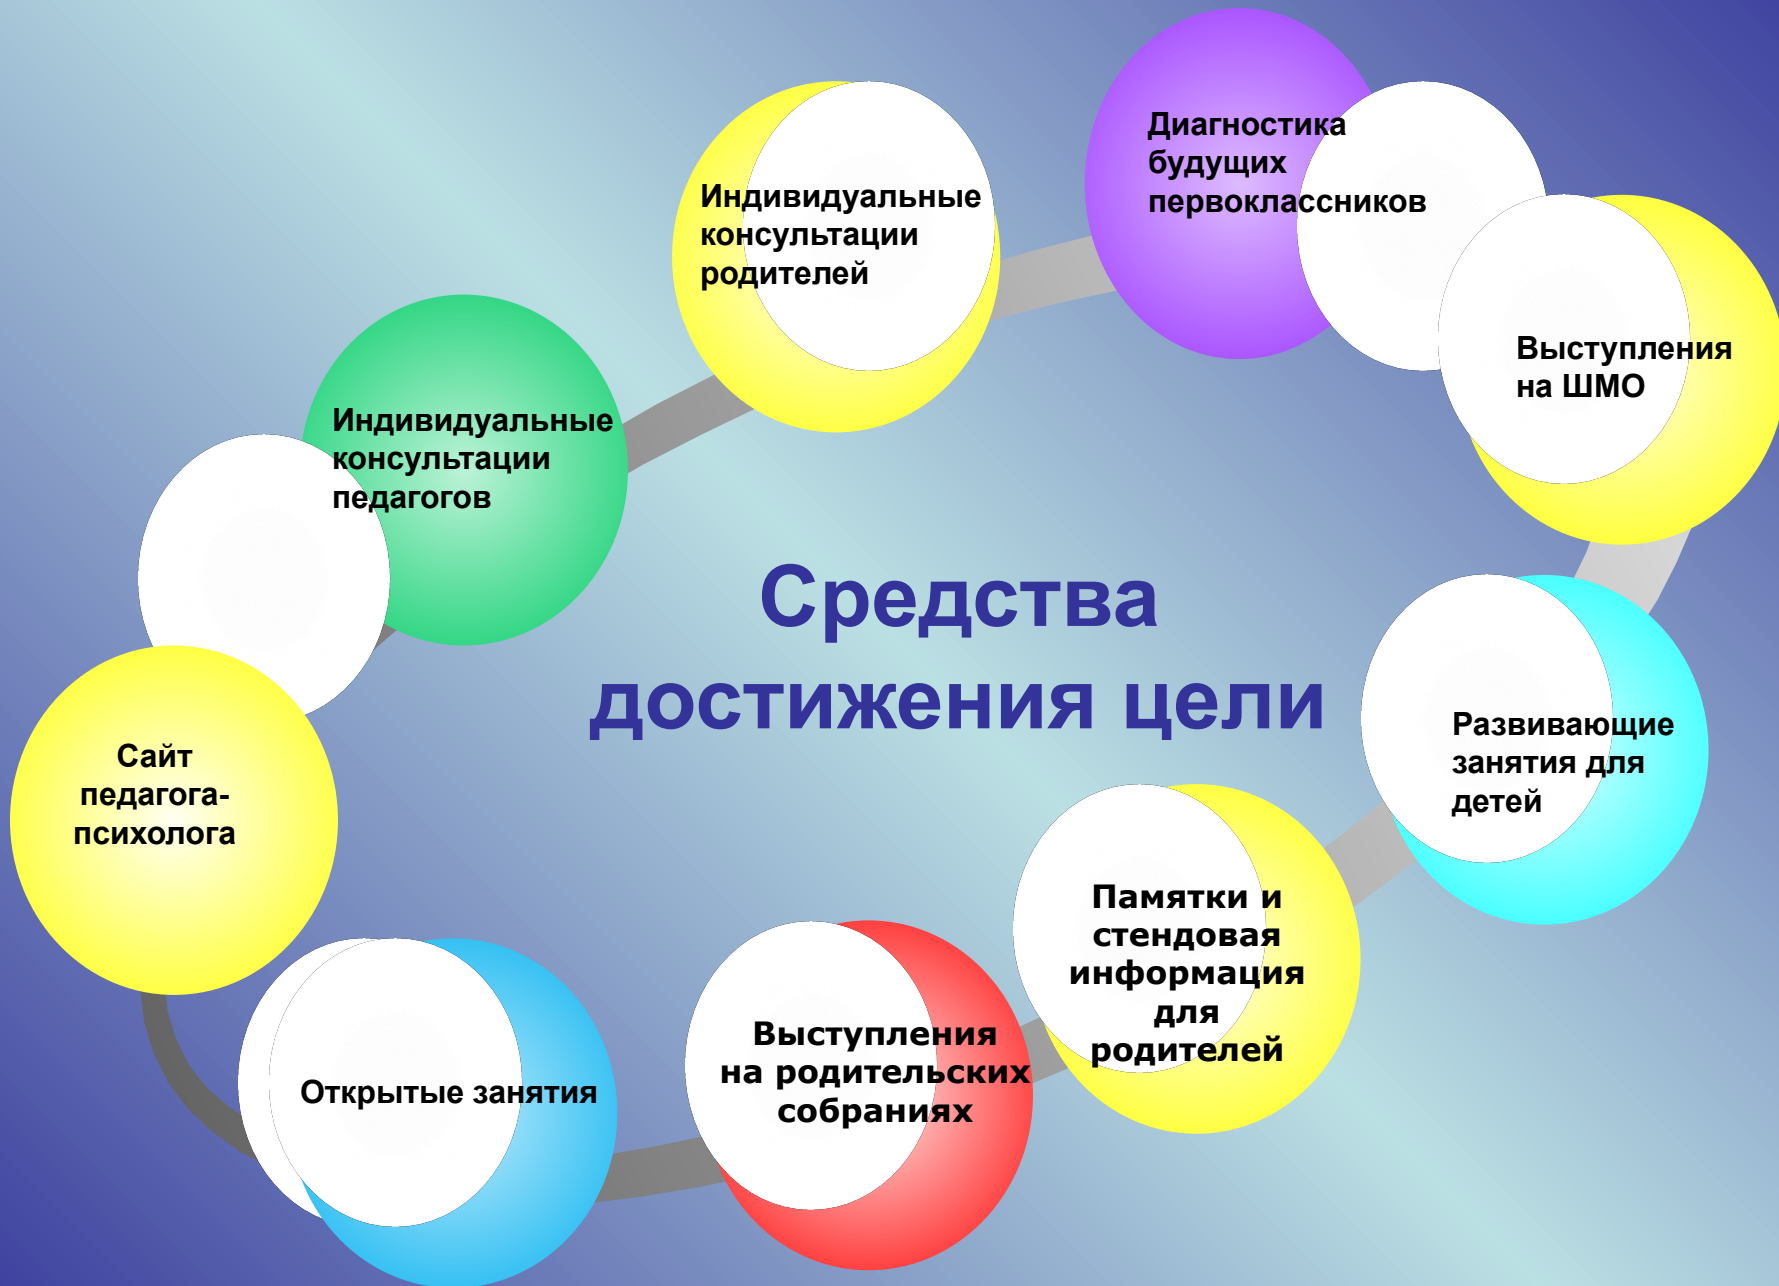 Диагностика
будущих
первоклассников
Индивидуальные
консультации
родителей
Выступления
на ШМО
Индивидуальные
консультации
педагогов
Средства
достижения цели
Развивающие
занятия для
детей
Сайт
педагога-
психолога
Памятки и
стендовая
информация
для
родителей
Выступления
на родительских
собраниях
Открытые занятия